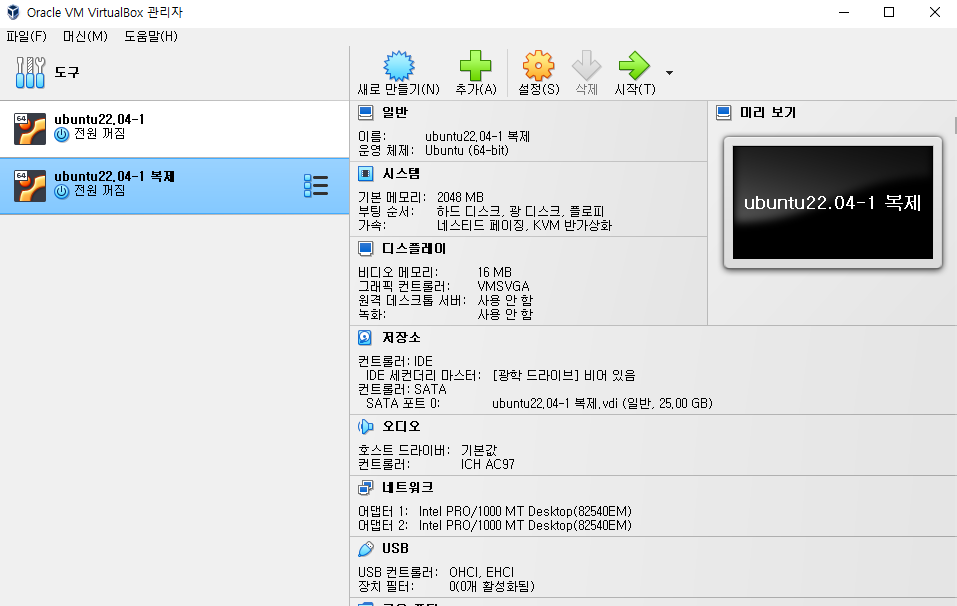 Oracle VM VirtualBox 관리자
파일(F) 머신(M) 도움말(H)
도구
새로 만들기(N) 추가(A) 설정(S) 삭제 시작(T)
64
ubuntu22.04-1
전원 꺼짐
64
ubuntu22.04-1 복제
전원 꺼짐
일반
이름: ubuntu22.04-1 복제
운영 체제: Ubuntu (64-bit)
시스템
기본 메모리: 2048 MB
부팅 순서: 하드 디스크, 광 디스크, 플로피
가속: 네스티드 페이징, KVM 반가상화
디스플레이
비디오 메모리: 16 MB
그래픽 컨트롤러: VMSVGA
원격 데스크톱 서버: 사용 안 함
녹화: 사용 안 함
미리 보기
ubuntu22.04-1 복제
저장소
컨트롤러: IDE
IDE 세컨더리 마스터: [광학 드라이브] 비어 있음
컨트롤러: SATA
SATA 포트 0: ubuntu22.04-1 복제.vdi (일반, 25.00 GB)
오디오
호스트 드라이버: 기본값
컨트롤러: ICH AC97
네트워크
어댑터 1: Intel PRO/1000 MT Desktop(82540EM)
어댑터 2: Intel PRO/1000 MT Desktop(82540EM)
USB
USB 컨트롤러: OHCI, EHCI
장치 필터: 0(0개 활성화됨)